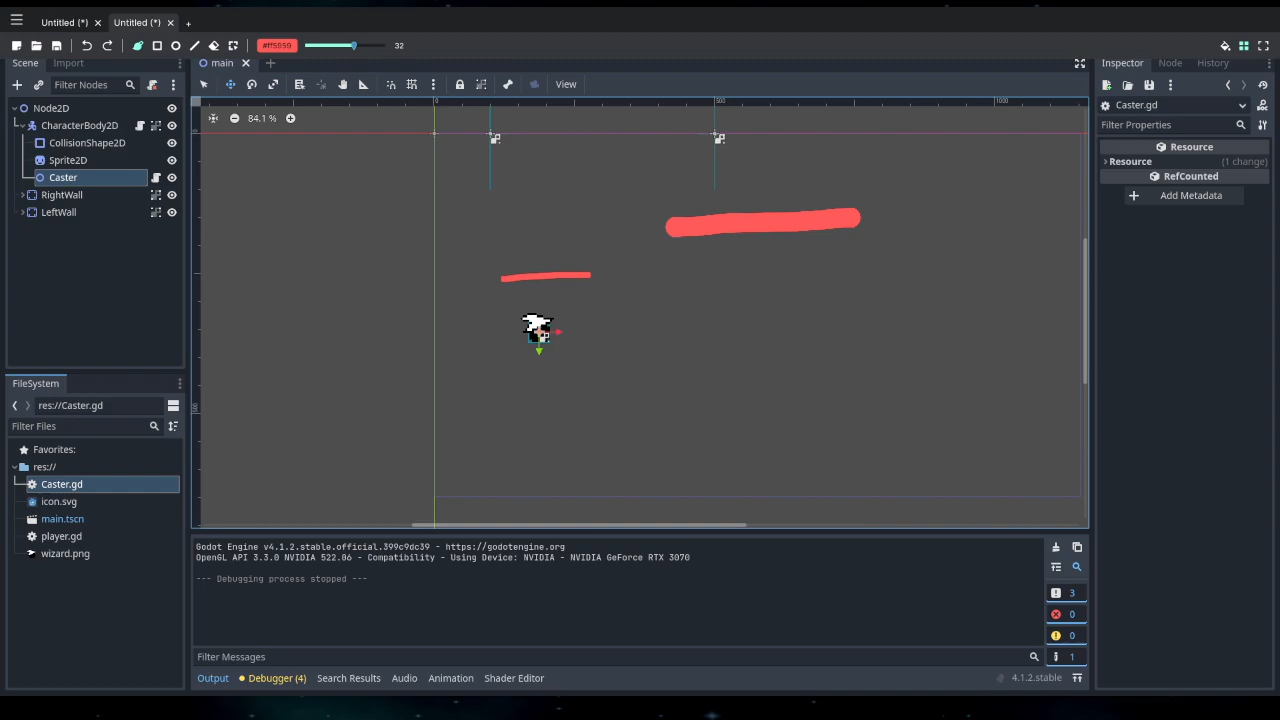 Untitled (*) × Untitled (*) × +
#ff5959 32
Scene Import
main × +
Inspector Node History
Filter Nodes
View
Node2D
CharacterBody2D
CollisionShape2D
Sprite2D
Caster
RightWall
LeftWall
0 500 1000
84.1 %
0
500
Caster.gd
Filter Properties
Resource
Resource (1 change)
RefCounted
Add Metadata
FileSystem
res://Caster.gd
Filter Files
Favorites:
res://
Caster.gd
icon.svg
main.tscn
player.gd
wizard.png
Godot Engine v4.1.2.stable.official.399c9dc39 - https://godotengine.org
OpenGL API 3.3.0 NVIDIA 522.06 - Compatibility - Using Device: NVIDIA - NVIDIA GeForce RTX 3070
--- Debugging process stopped ---
3
0
0
1
Filter Messages
Output Debugger (4) Search Results Audio Animation Shader Editor 4.1.2.stable